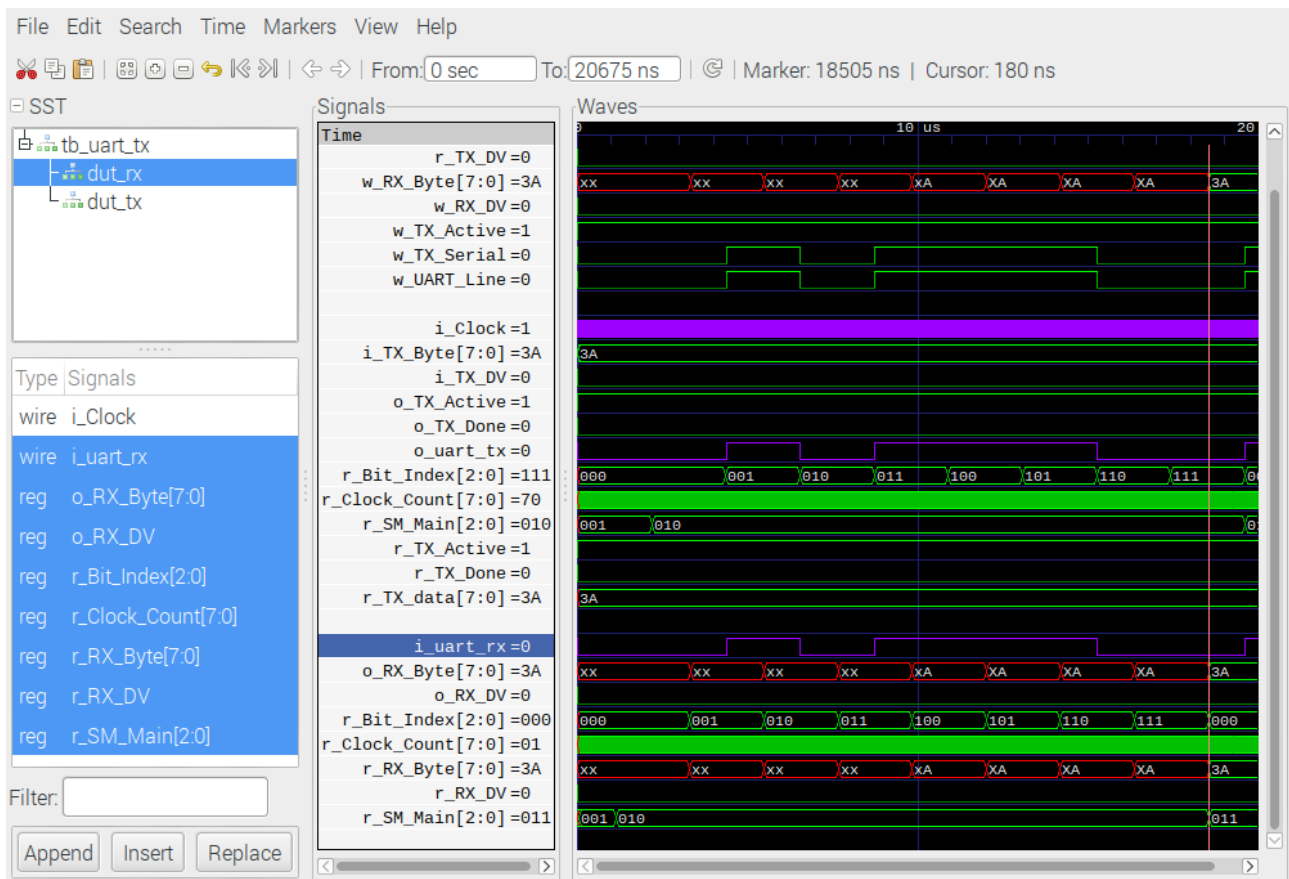 File Edit Search Time Markers View Help
From: 0 sec To: 20675 ns | Marker: 18505 ns | Cursor: 180 ns
SST
tb_uart_tx
dut_rx
dut_tx
Type Signals
wire i_Clock
wire i_uart_rx
reg o_RX_Byte[7:0]
reg o_RX_DV
reg r_Bit_Index[2:0]
reg r_Clock_Count[7:0]
reg r_RX_Byte[7:0]
reg r_RX_DV
reg r_SM_Main[2:0]
Filter:
Append Insert Replace
Signals
Time
r_TX_DV=0
w_RX_Byte[7:0]=3A
w_RX_DV=0
w_TX_Active=1
w_TX_Serial=0
w_UART_Line=0
i_Clock=1
i_TX_Byte[7:0]=3A
i_TX_DV=0
o_TX_Active=1
o_TX_Done=0
o_uart_tx=0
r_Bit_Index[2:0]=111
r_Clock_Count[7:0]=70
r_SM_Main[2:0]=010
r_TX_Active=1
r_TX_Done=0
r_TX_data[7:0]=3A
i_uart_rx=0
o_RX_Byte[7:0]=3A
o_RX_DV=0
r_Bit_Index[2:0]=000
r_Clock_Count[7:0]=01
r_RX_Byte[7:0]=3A
r_RX_DV=0
r_SM_Main[2:0]=011
Waves
10 us 20
xx xx xx xx xA XA XA XA 3A
3A
000 001 010 011 100 101 110 111
001 010
3A
xx xx xx xx XA XA XA XA 3A
000 001 010 011 100 101 110 111 000
xx xx xx xx XA XA XA XA 3A
001 010 011